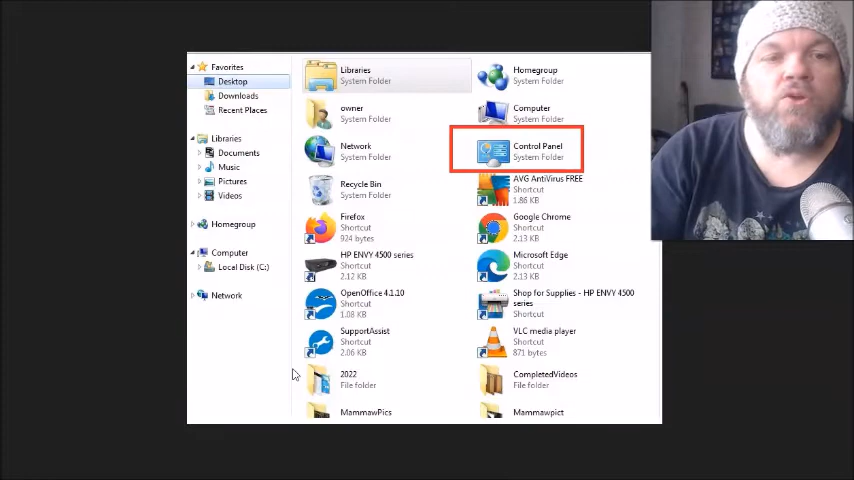 Favorites
Desktop
Downloads
Recent Places
Libraries
Documents
Music
Pictures
Videos
Homegroup
Computer
Local Disk (C:)
Network
Libraries
System Folder
Homegroup
System Folder
owner
System Folder
Computer
System Folder
Network
System Folder
Control Panel
System Folder
Recycle Bin
System Folder
AVG AntiVirus FREE
Shortcut
1.86 KB
Firefox
Shortcut
924 bytes
Google Chrome
Shortcut
2.13 KB
HP ENVY 4500 series
Shortcut
2.12 KB
Microsoft Edge
Shortcut
2.13 KB
OpenOffice 4.1.10
Shortcut
1.08 KB
Shop for Supplies - HP ENVY 4500
series
Shortcut
SupportAssist
Shortcut
2.06 KB
VLC media player
Shortcut
871 bytes
2022
File folder
CompletedVideos
File folder
MammawPics
Mammawpict